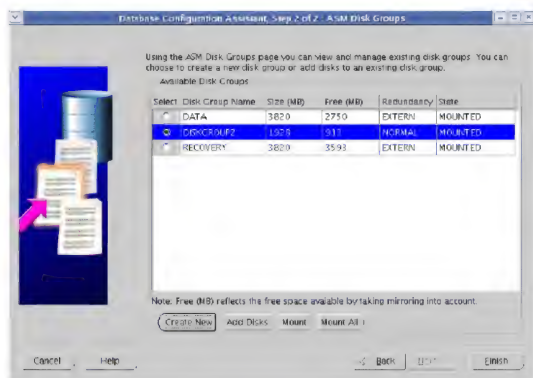 Database Configuration Assistant, Step 2 of 2 : ASM Disk Groups
Using the ASM Disk Groups page you can view and manage existing disk groups. You can
choose to create a new disk group or add disks to an existing disk group.
Available Disk Groups
Select Disk Group Name Size (MB) Free (MB) Redundancy State
DATA 3820 2750 EXTERN MOUNTED
DISKGROUP2 NORMAL MOUNTED
RECOVERY 3820 3593 EXTERN MOUNTED
Note: Free (MB) reflects the free space available by taking mirroring into account.
Create New Add Disks Mount Mount All
Cancel Help Back Next Finish